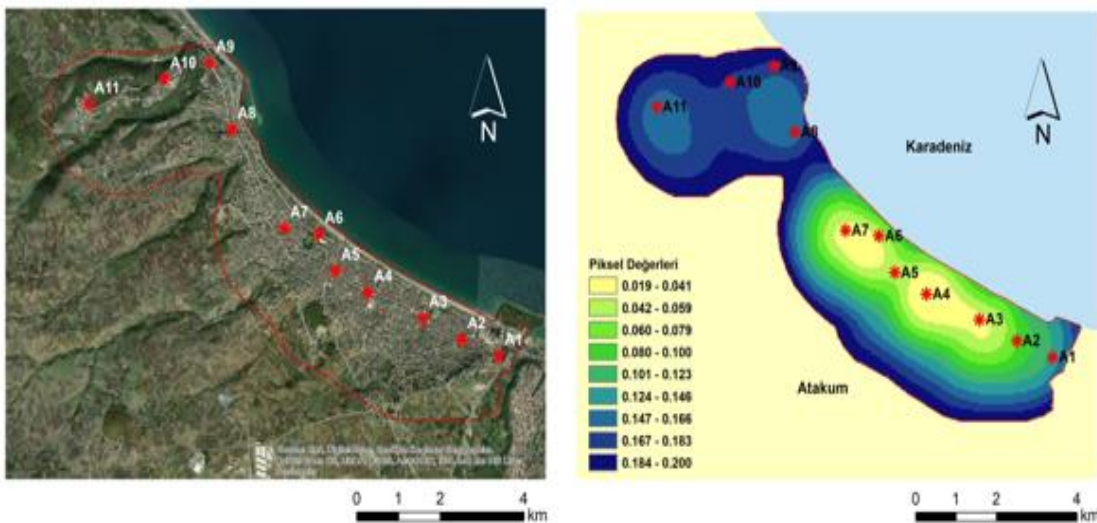 A9
A10
A11
A8
N
A7
A6
A5
A4
A3
A2
A1
0 1 2 4
km
A9
A10
A11
A8
N
Karadeniz
A7
A6
A5
A4
A3
A2
A1
Atakum
Piksel Değerleri
0.019 - 0.041
0.042 - 0.059
0.060 - 0.079
0.080 - 0.100
0.101 - 0.123
0.124 - 0.146
0.147 - 0.166
0.167 - 0.183
0.184 - 0.200
0 1 2 4
km